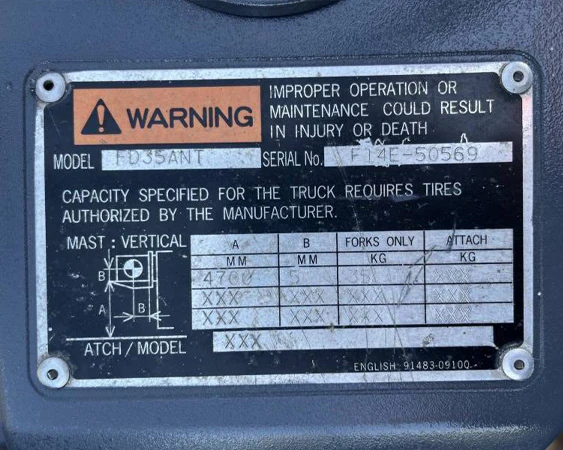 WARNING
IMPROPER OPERATION OR
MAINTENANCE COULD RESULT
IN INJURY OR DEATH
MODEL FD35ANT SERIAL No. F14E-50569
CAPACITY SPECIFIED FOR THE TRUCK REQUIRES TIRES
AUTHORIZED BY THE MANUFACTURER.
MAST : VERTICAL
A B FORKS ONLY ATTACH
MM MM KG KG
4700 5
XXX XXX XXX
XXX XXX XXX
B
A B
ATCH / MODEL XXX
ENGLISH 91483-09100